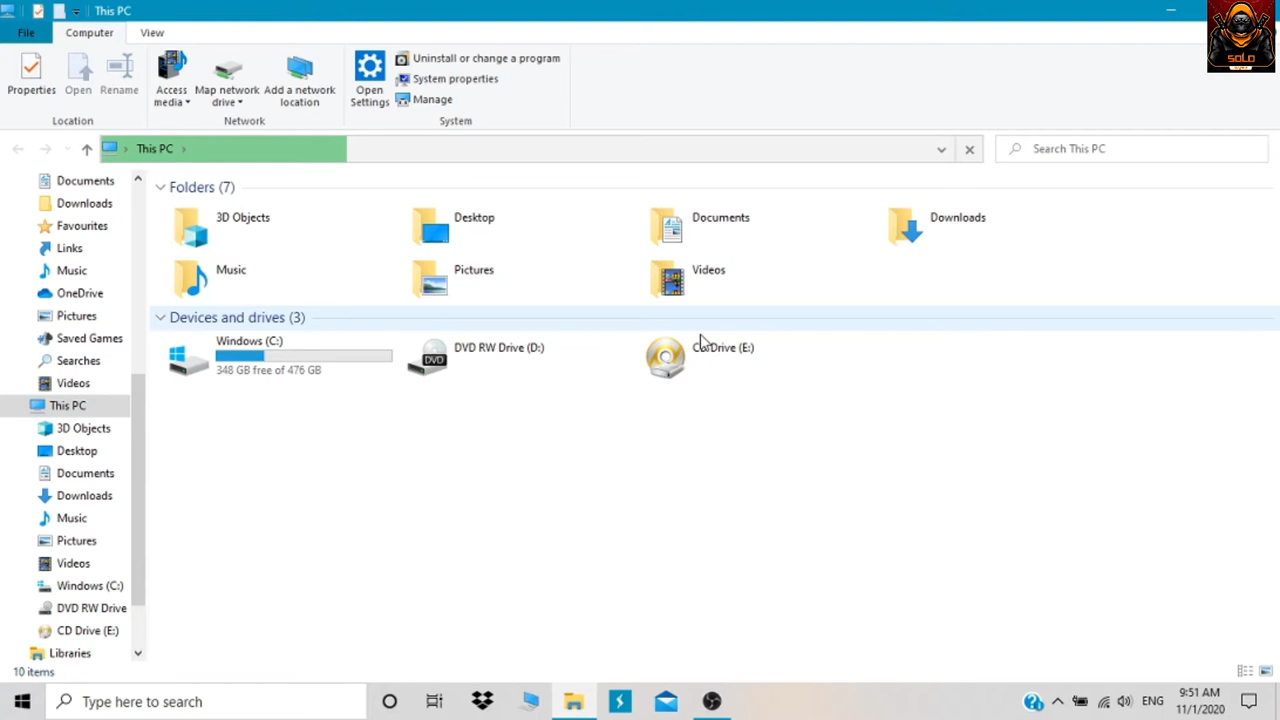 This PC
File
Computer
View
Properties
Open
Rename
Access media
Map network drive
Add a network location
Open Settings
Uninstall or change a program
System properties
Manage
Location
Network
System
This PC
Search This PC
Documents
Downloads
Favourites
Links
Music
OneDrive
Pictures
Saved Games
Searches
Videos
This PC
3D Objects
Desktop
Documents
Downloads
Music
Pictures
Videos
Windows (C:)
DVD RW Drive
CD Drive (E:)
Libraries
Folders (7)
3D Objects
Desktop
Documents
Downloads
Music
Pictures
Videos
Devices and drives (3)
Windows (C:)
348 GB free of 476 GB
DVD RW Drive (D:)
DVD
CD Drive (E:)
10 items
Type here to search
ENG
9:51 AM
11/1/2020
SOLO